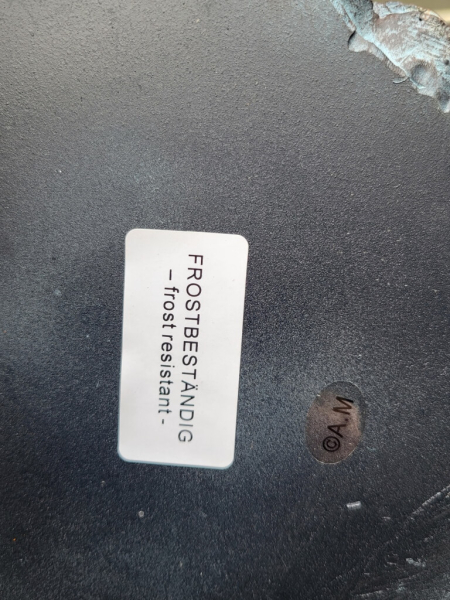 FROSTBESTÄNDIG
– frost resistant -
©A.M